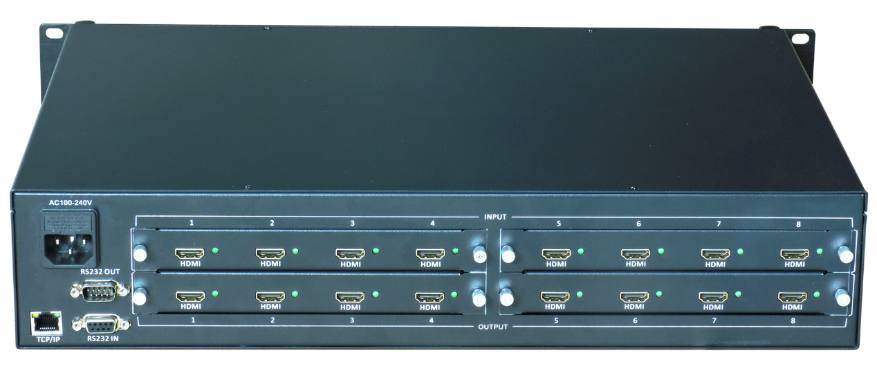 AC100-240V
INPUT
1 2 3 4 5 6 7 8
HDMI HDMI HDMI HDMI HDMI HDMI HDMI HDMI
RS232 OUT
HDMI HDMI HDMI HDMI HDMI HDMI HDMI HDMI
1 2 3 4 5 6 7 8
OUTPUT
TCP/IP RS232 IN